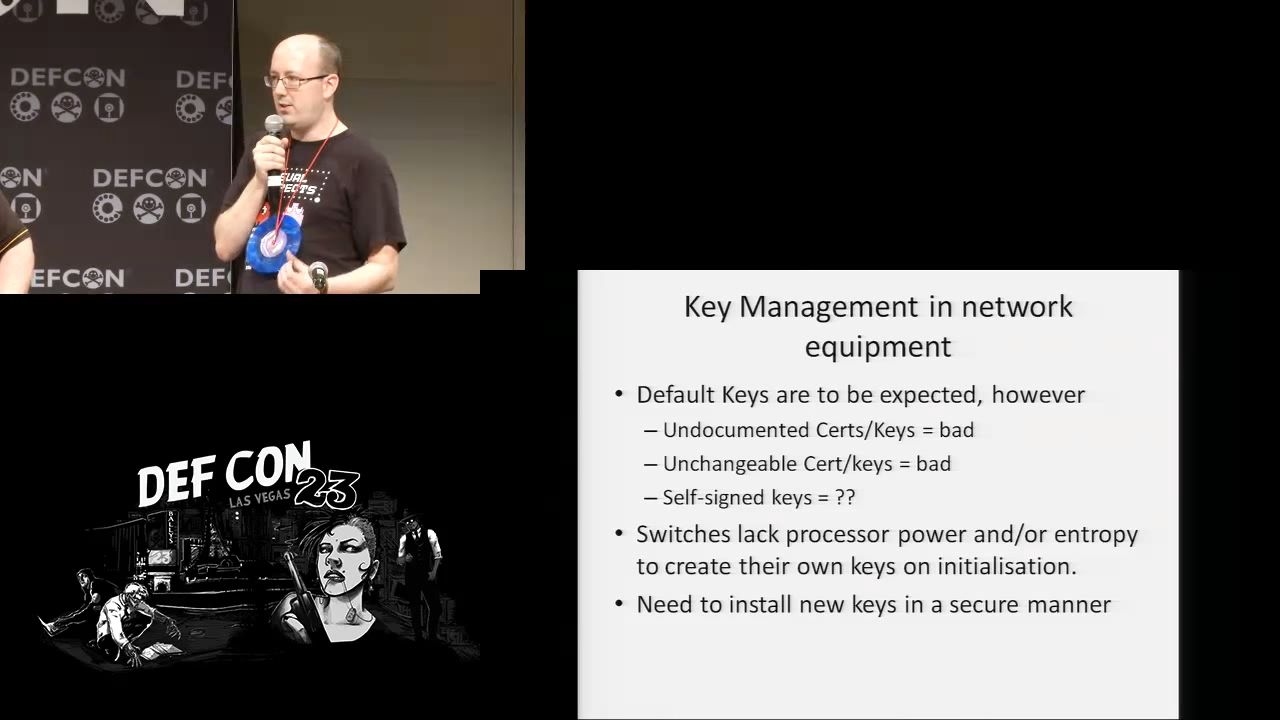 DEFCON
DEFCON
DEFCON
Key Management in network
equipment
• Default Keys are to be expected, however
– Undocumented Certs/Keys = bad
– Unchangeable Cert/keys = bad
– Self-signed keys = ??
• Switches lack processor power and/or entropy
to create their own keys on initialisation.
• Need to install new keys in a secure manner
DEF CON
LAS VEGAS 23
BALLYS